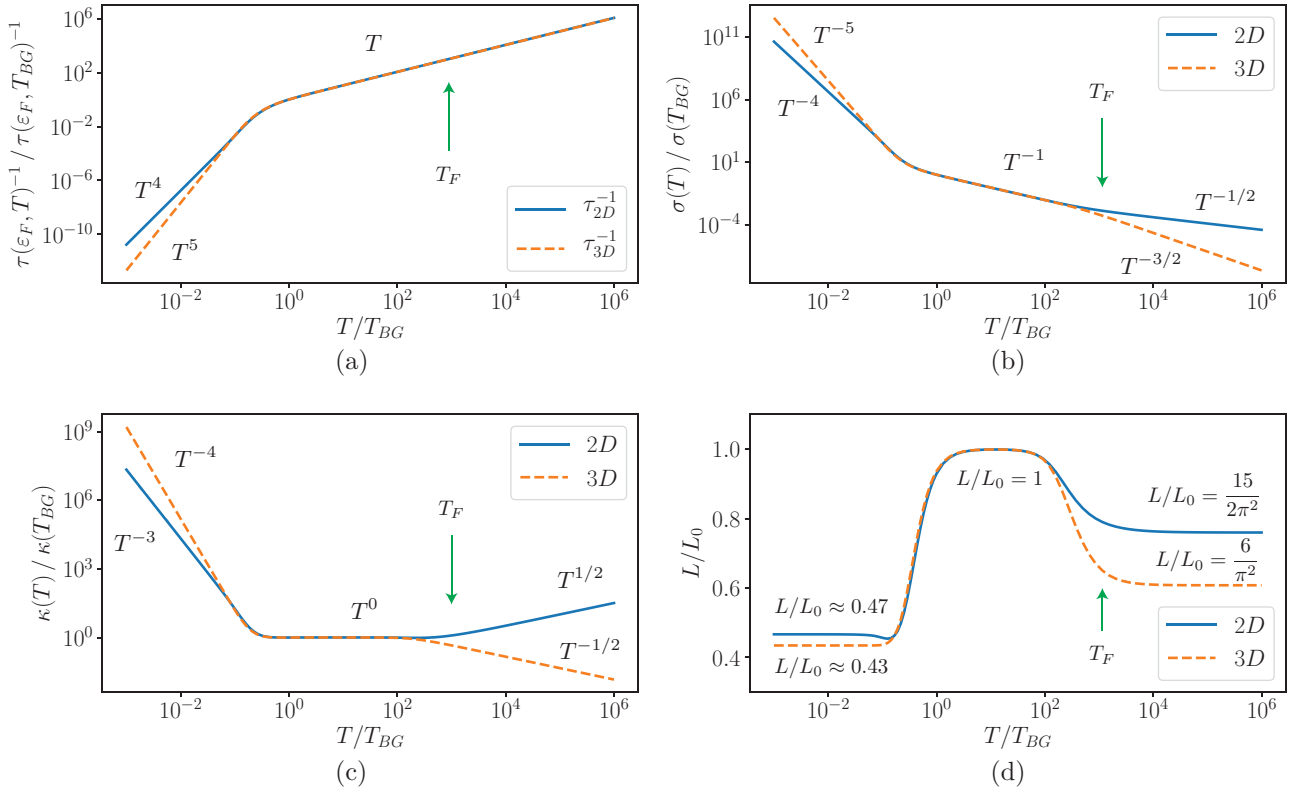 τ(ε_F, T)^{-1} / τ(ε_F, T_{BG})^{-1}
10^6
10^2
10^{-2}
10^{-6}
10^{-10}
T
T_F
T^4
T^5
τ_{2D}^{-1}
τ_{3D}^{-1}
10^{-2} 10^0 10^2 10^4 10^6
T/T_{BG}
(a)
σ(T) / σ(T_{BG})
10^{11}
10^6
10^1
10^{-4}
T^{-5}
T^{-4}
T_F
T^{-1}
T^{-1/2}
T^{-3/2}
2D
3D
10^{-2} 10^0 10^2 10^4 10^6
T/T_{BG}
(b)
κ(T) / κ(T_{BG})
10^9
10^6
10^3
10^0
T^{-4}
T^{-3}
T_F
T^0
T^{1/2}
T^{-1/2}
2D
3D
10^{-2} 10^0 10^2 10^4 10^6
T/T_{BG}
(c)
L/L_0
1.0
0.8
0.6
0.4
L/L_0 = 1
L/L_0 = 15/2π^2
L/L_0 = 6/π^2
L/L_0 ≈ 0.47
L/L_0 ≈ 0.43
T_F
2D
3D
10^{-2} 10^0 10^2 10^4 10^6
T/T_{BG}
(d)